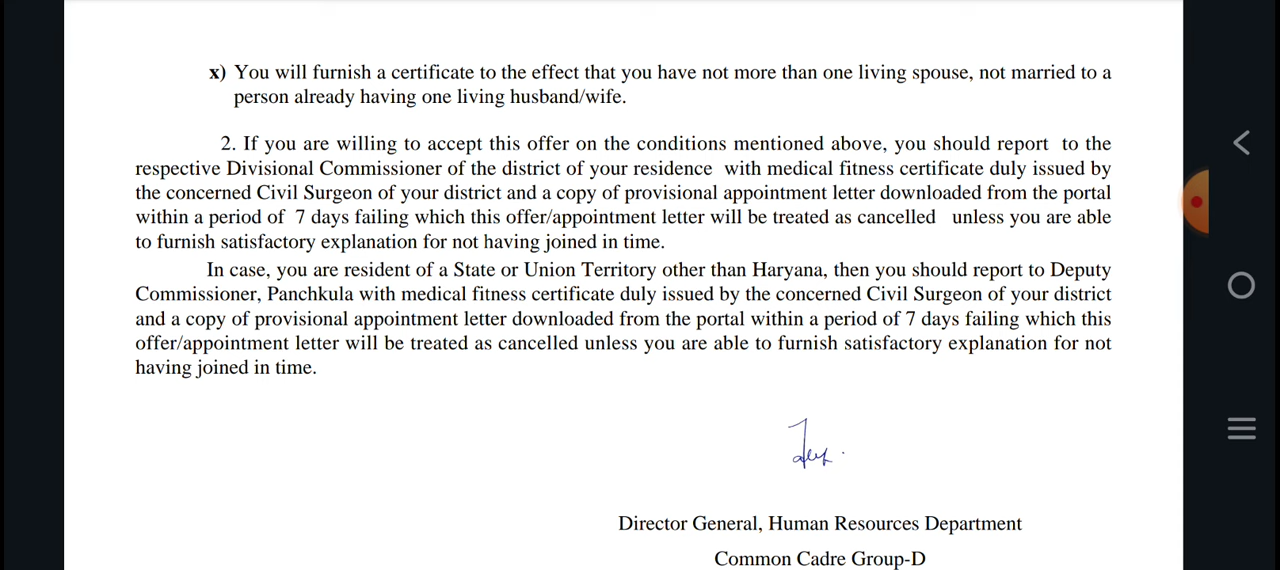 x) You will furnish a certificate to the effect that you have not more than one living spouse, not married to a
person already having one living husband/wife.
2. If you are willing to accept this offer on the conditions mentioned above, you should report to the
respective Divisional Commissioner of the district of your residence with medical fitness certificate duly issued by
the concerned Civil Surgeon of your district and a copy of provisional appointment letter downloaded from the portal
within a period of 7 days failing which this offer/appointment letter will be treated as cancelled unless you are able
to furnish satisfactory explanation for not having joined in time.
In case, you are resident of a State or Union Territory other than Haryana, then you should report to Deputy
Commissioner, Panchkula with medical fitness certificate duly issued by the concerned Civil Surgeon of your district
and a copy of provisional appointment letter downloaded from the portal within a period of 7 days failing which this
offer/appointment letter will be treated as cancelled unless you are able to furnish satisfactory explanation for not
having joined in time.
Director General, Human Resources Department
Common Cadre Group-D